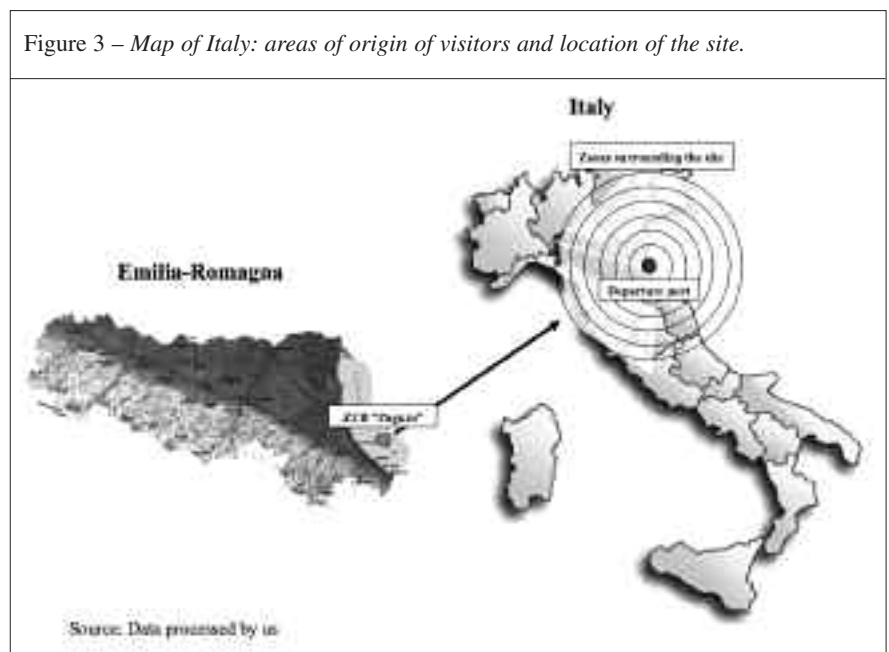 Figure 3 – Map of Italy: areas of origin of visitors and location of the site.
Italy
Zones surrounding the site
Emilia-Romagna
Departure port
Source: Data processed by us